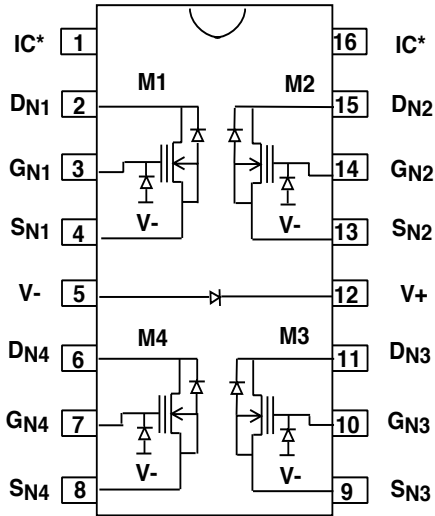 IC* 1 16 IC*
M1 M2
DN1 2 15 DN2
GN1 3 14 GN2
V- V-
SN1 4 13 SN2
V- 5 12 V+
M4 M3
DN4 6 11 DN3
GN4 7 10 GN3
V- V-
SN4 8 9 SN3